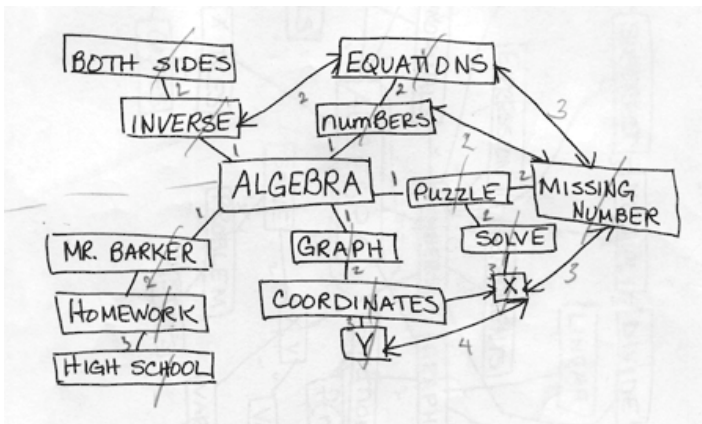 BOTH SIDES
EQUATIONS
2
2
2
3
INVERSE
NUMBERS
1
1
2
ALGEBRA
1
PUZZLE
2
MISSING
NUMBER
1
1
2
SOLVE
MR. BARKER
GRAPH
2
2
3
X
3
HOMEWORK
COORDINATES
3
3
Y
4
HIGH SCHOOL